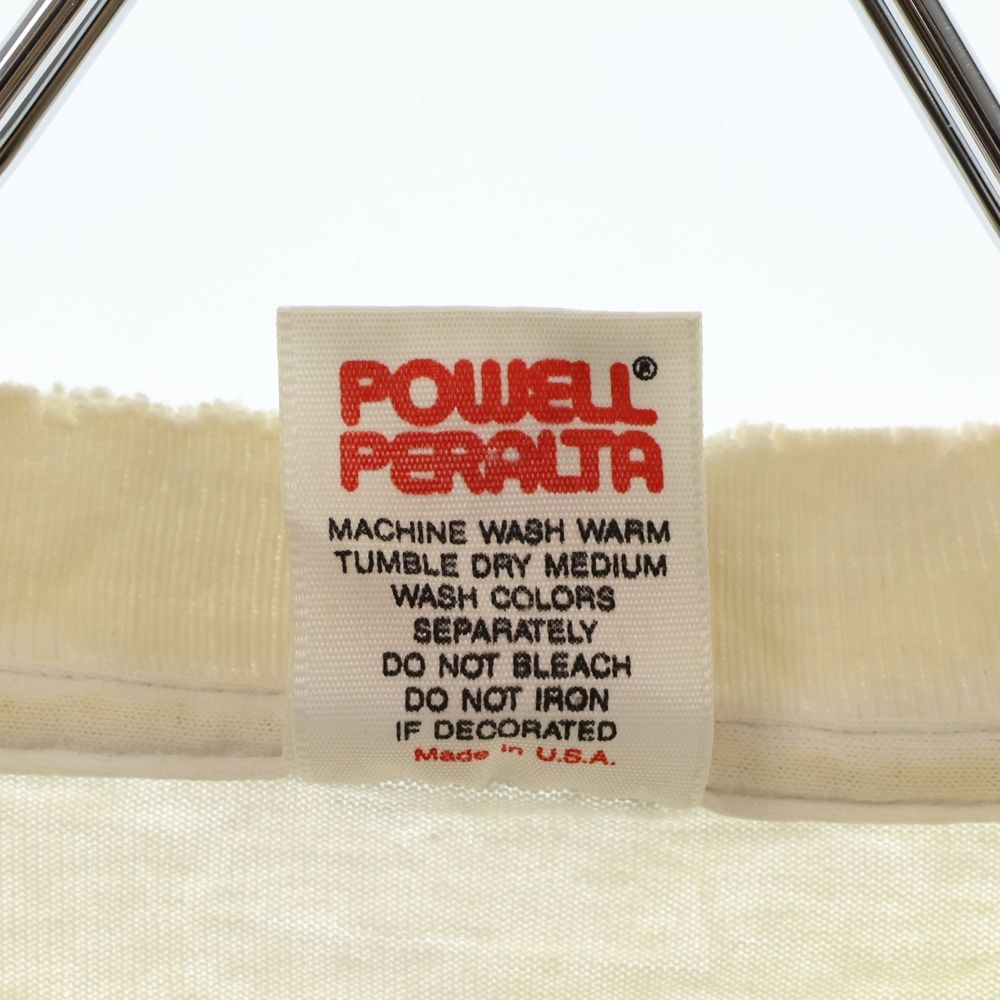 POWELL®
PERALTA
MACHINE WASH WARM
TUMBLE DRY MEDIUM
WASH COLORS
SEPARATELY
DO NOT BLEACH
DO NOT IRON
IF DECORATED
Made in U.S.A.